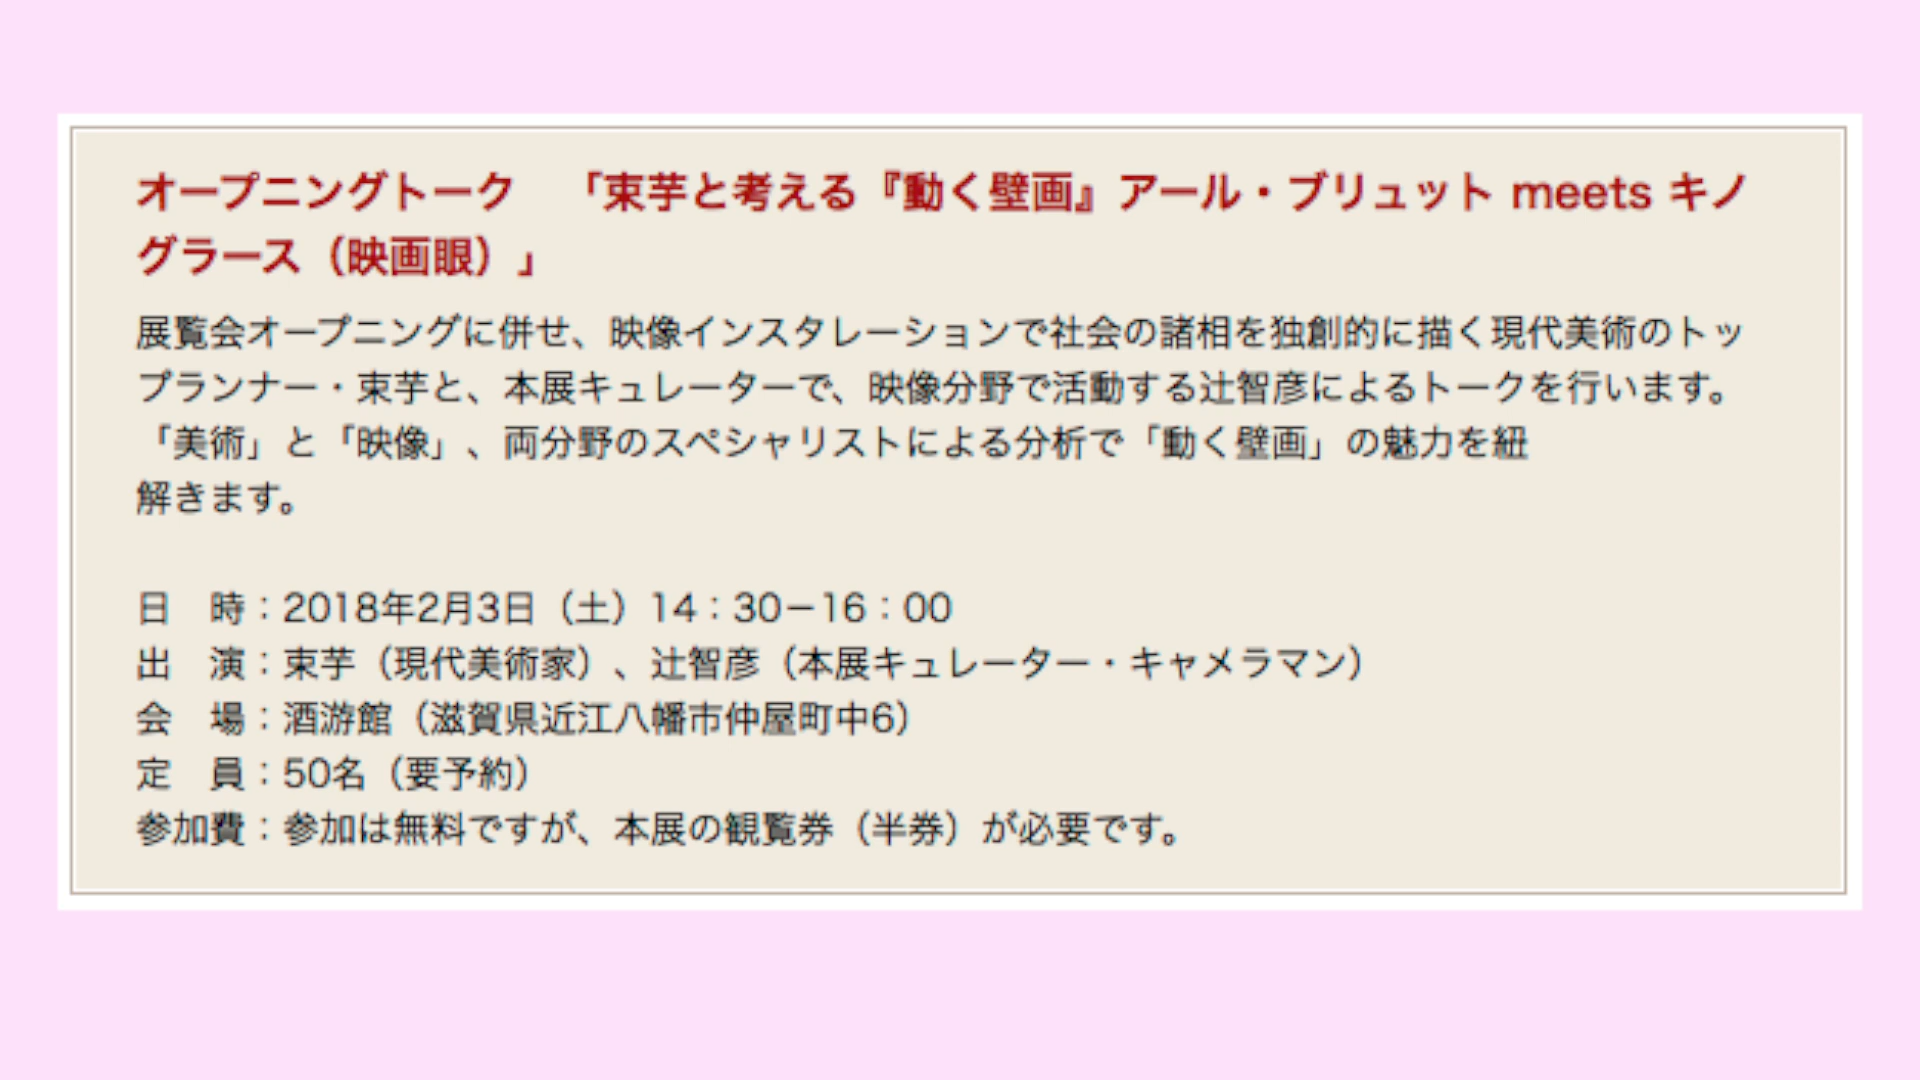 オープニングトーク　「束芋と考える『動く壁画』アール・ブリュット meets キノ
グラース（映画眼）」
展覧会オープニングに併せ、映像インスタレーションで社会の諸相を独創的に描く現代美術のトッ
プランナー・束芋と、本展キュレーターで、映像分野で活動する辻智彦によるトークを行います。
「美術」と「映像」、両分野のスペシャリストによる分析で「動く壁画」の魅力を紐
解きます。
日　時：2018年2月3日（土）14：30－16：00
出　演：束芋（現代美術家）、辻智彦（本展キュレーター・キャメラマン）
会　場：酒游館（滋賀県近江八幡市仲屋町中6）
定　員：50名（要予約）
参加費：参加は無料ですが、本展の観覧券（半券）が必要です。